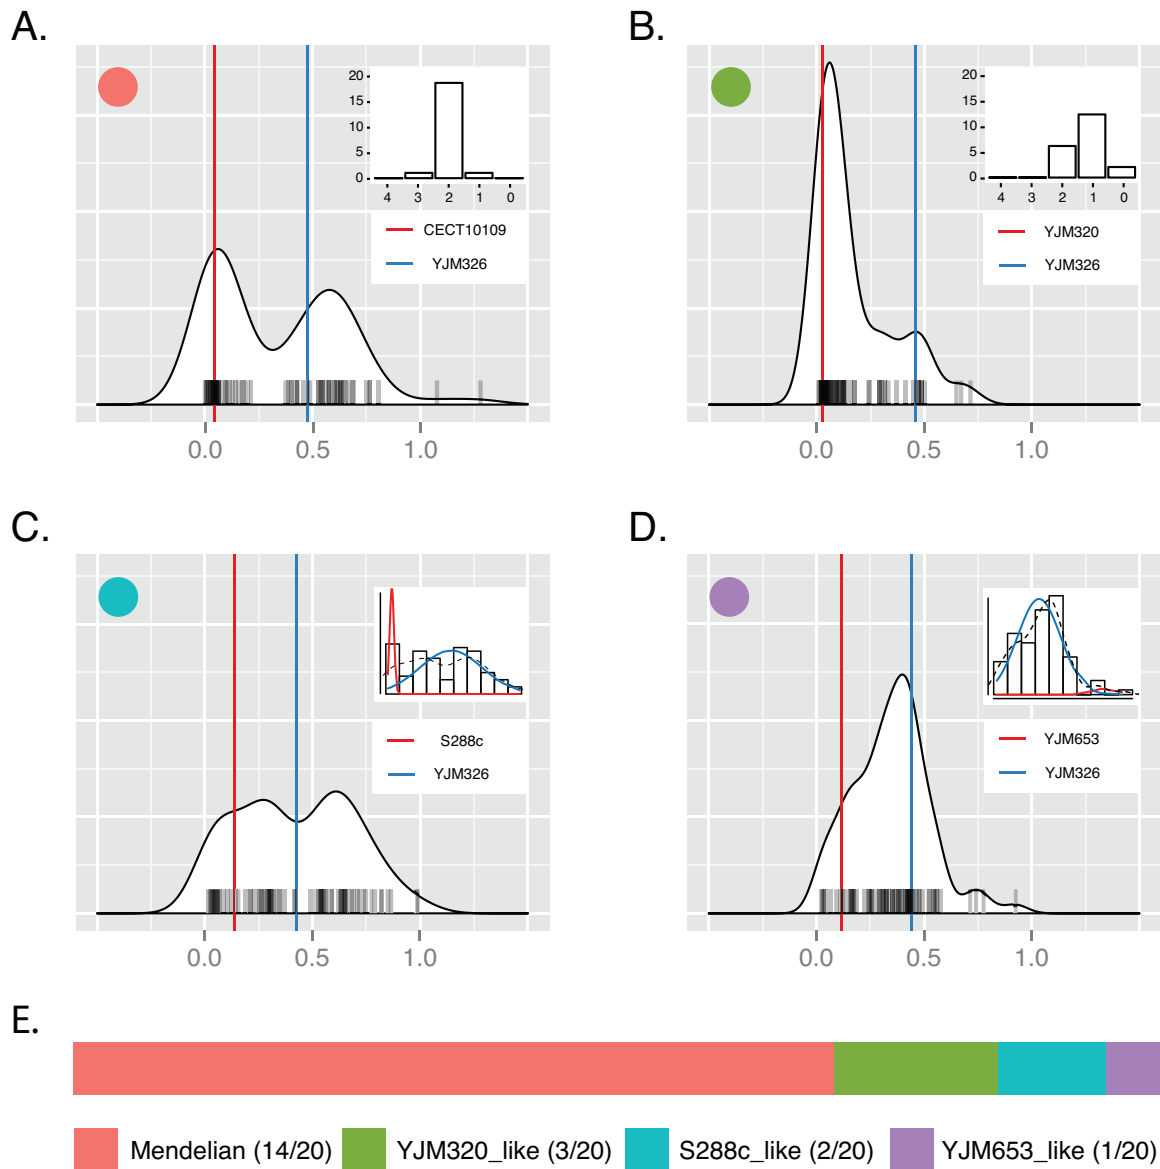 A.
20
15
10
5
0
4 3 2 1 0
CECT10109
YJM326
0.0 0.5 1.0
B.
20
15
10
5
0
4 3 2 1 0
YJM320
YJM326
0.0 0.5 1.0
C.
S288c
YJM326
0.0 0.5 1.0
D.
YJM653
YJM326
0.0 0.5 1.0
E.
Mendelian (14/20) YJM320_like (3/20) S288c_like (2/20) YJM653_like (1/20)